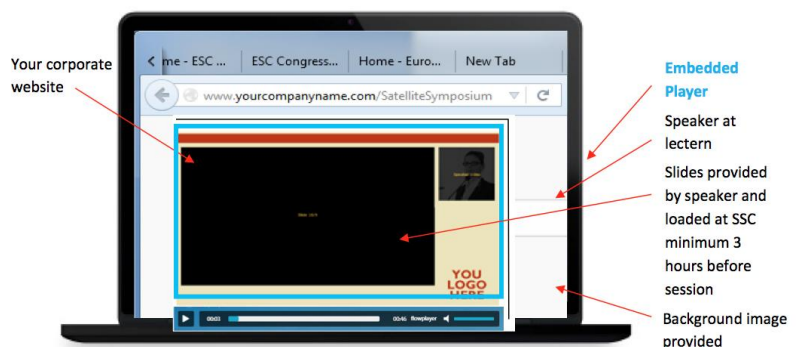 Your corporate
website
me - ESC ...
ESC Congress...
Home - Euro...
New Tab
www.yourcompanyname.com/SatelliteSymposium
YOU
LOGO
HERE
00:03
00:46
flowplayer
Embedded
Player
Speaker at
lectern
Slides provided
by speaker and
loaded at SSC
minimum 3
hours before
session
Background image
provided